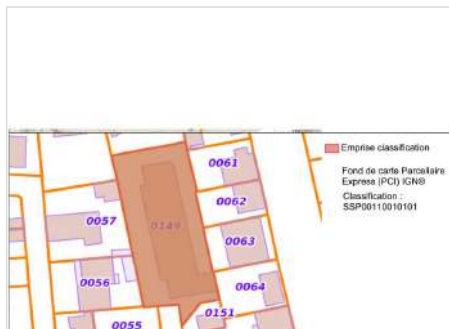 Emprise classification
Fond de carte Parcellaire
Express (PCI) IGN®
Classification :
SSP00110010101
0061
0062
0149
0057
0063
0056
0064
0151
0055